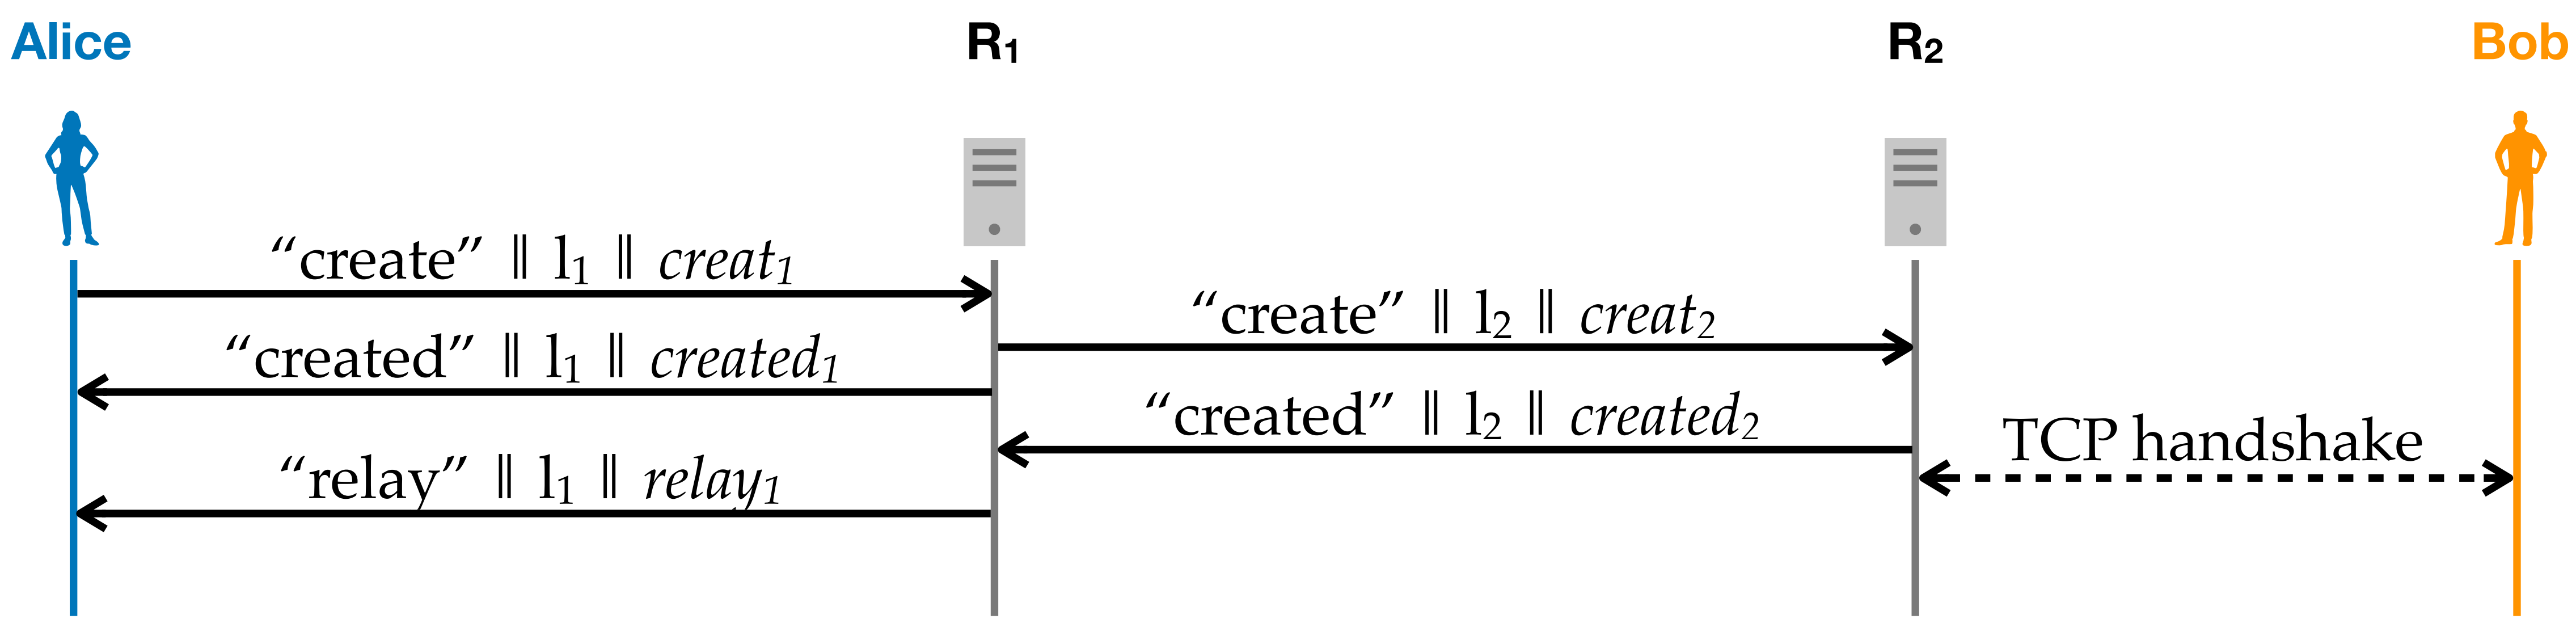 Alice
R₁
R₂
Bob
“create” ‖ l₁ ‖ creat₁
“create” ‖ l₂ ‖ creat₂
“created” ‖ l₁ ‖ created₁
“created” ‖ l₂ ‖ created₂
TCP handshake
“relay” ‖ l₁ ‖ relay₁